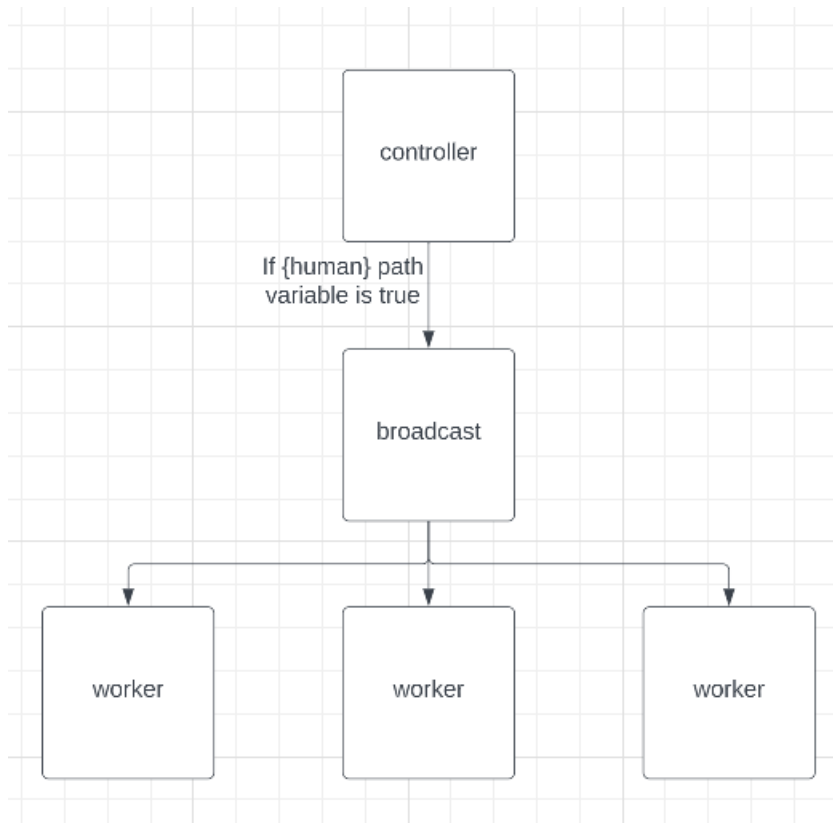 controller
If {human} path
variable is true
broadcast
worker
worker
worker